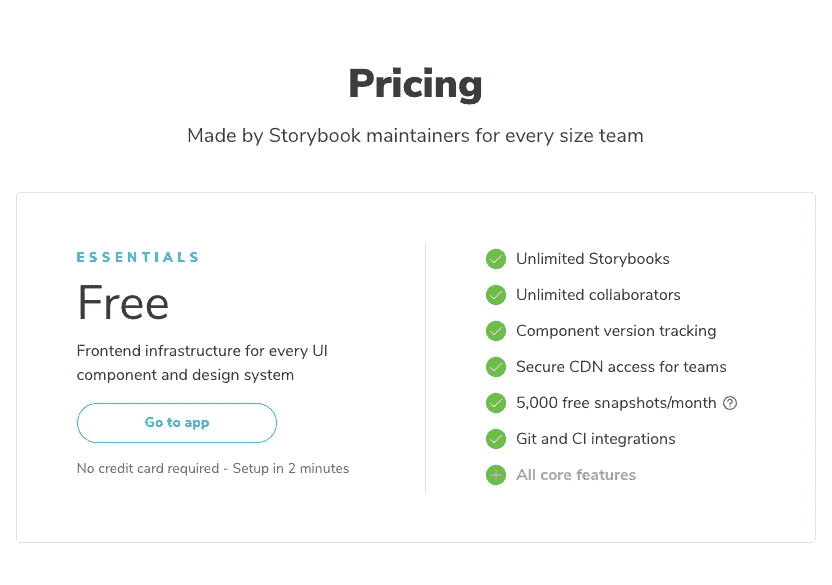 Pricing
Made by Storybook maintainers for every size team
ESSENTIALS
Free
Frontend infrastructure for every UI
component and design system
Go to app
No credit card required - Setup in 2 minutes
Unlimited Storybooks
Unlimited collaborators
Component version tracking
Secure CDN access for teams
5,000 free snapshots/month ?
Git and CI integrations
All core features